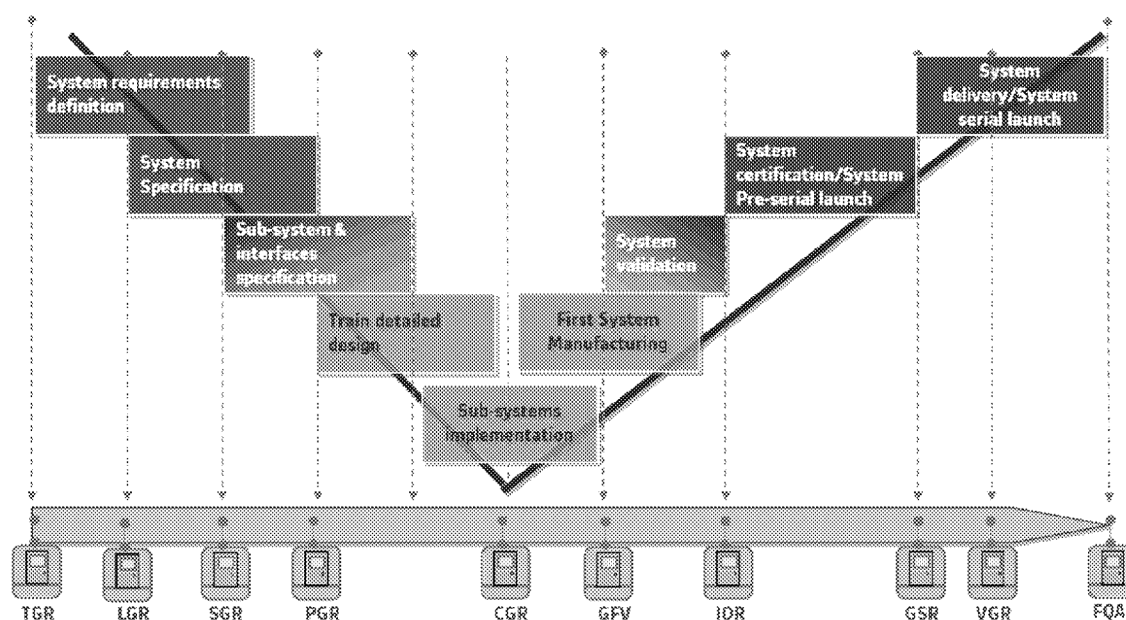 System requirements
definition
System
Specification
Sub-system &
interfaces
specification
Train detailed
design
Sub-systems
implementation
First System
Manufacturing
System
validation
System
certification/System
Pre-serial launch
System
delivery/System
serial launch
TGR
LGR
SGR
PGR
CGR
GFV
IQR
GSR
VGR
FQA